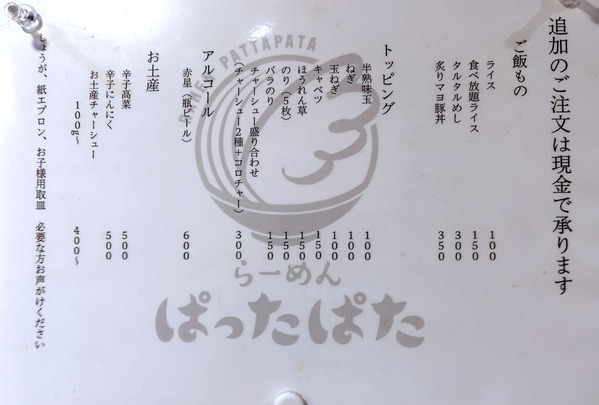 追加のご注文は現金で承ります
ご飯もの
ライス 100
食べ放題ライス 150
タルタルめし 300
炙りマヨ豚丼 350
トッピング
半熟味玉 100
ねぎ 100
玉ねぎ 100
キャベツ 150
ほうれん草 150
のり(5枚) 150
バラのり 150
チャーシュー盛り合わせ
(チャーシュー2種+コロチャー) 300
アルコール
赤星(瓶ビール) 600
お土産
辛子高菜 500
辛子にんにく 500
お土産チャーシュー
100g〜 400〜
しょうが、紙エプロン、お子様用取皿 必要な方お声がけください
PATTAPATA
らーめん
ぱったぱた